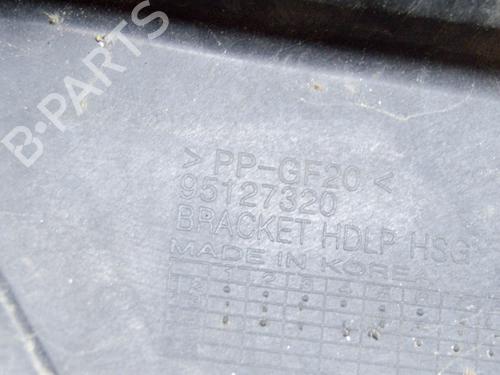 B-PARTS
> PP-GF20 <
95127320
BRACKET HDLP HSG
MADE IN KOREA